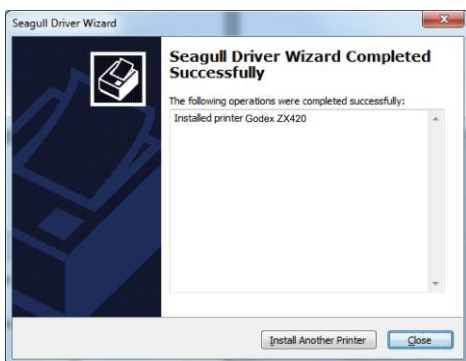 Seagull Driver Wizard
Seagull Driver Wizard Completed
Successfully
The following operations were completed successfully:
Installed printer Godex ZX420
Install Another Printer
Close